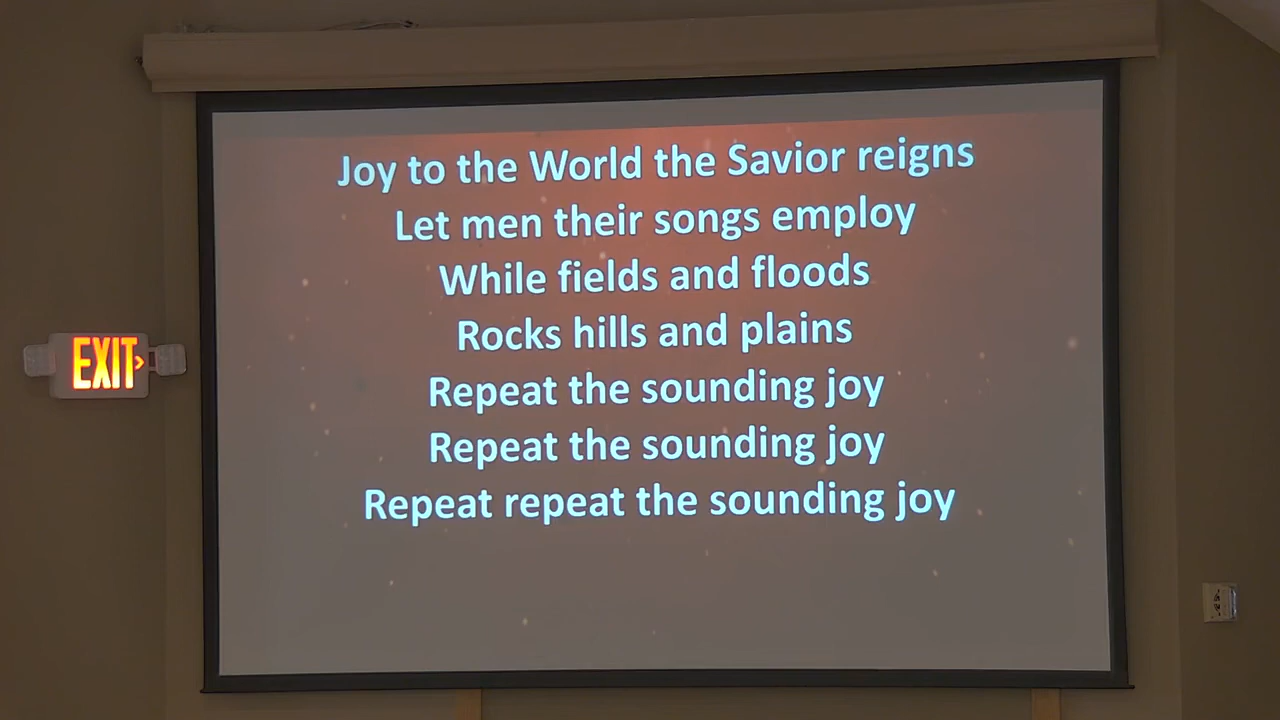 Joy to the World the Savior reigns
Let men their songs employ
While fields and floods
Rocks hills and plains
Repeat the sounding joy
Repeat the sounding joy
Repeat repeat the sounding joy
EXIT